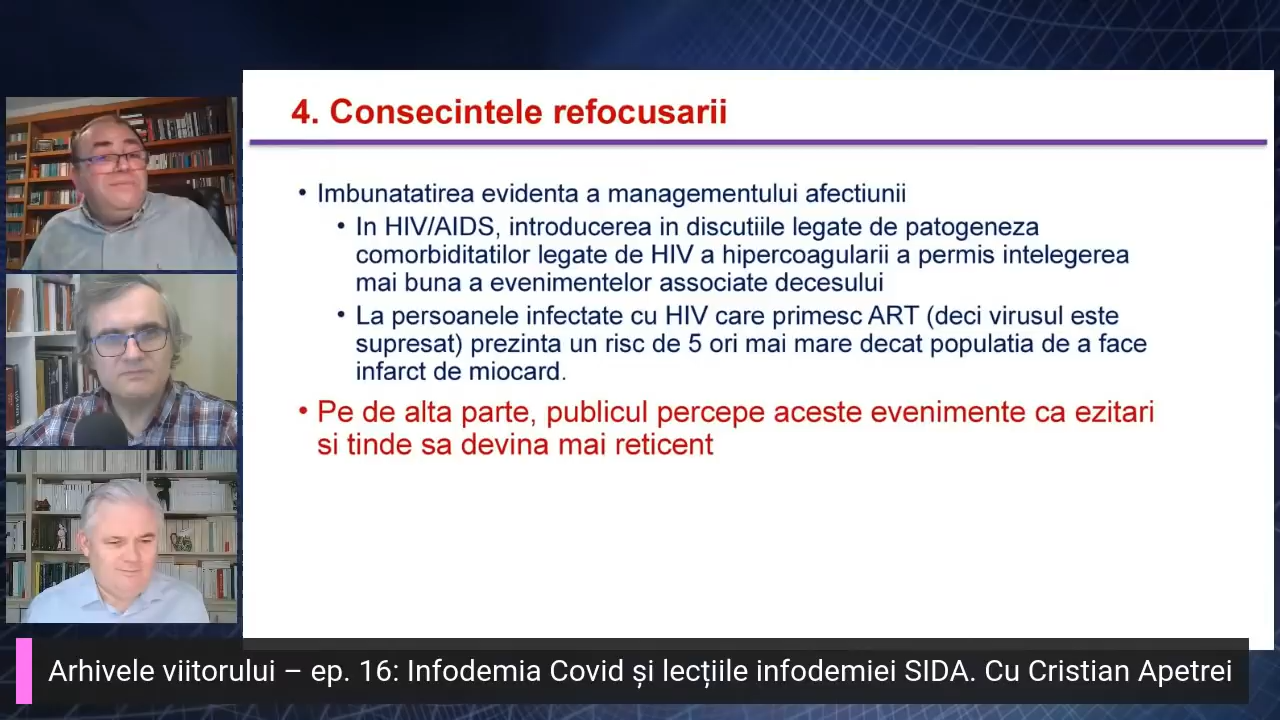 4. Consecintele refocusarii
• Imbunatatirea evidenta a managementului afectiunii
• In HIV/AIDS, introducerea in discutiile legate de patogeneza
comorbiditatilor legate de HIV a hipercoagularii a permis intelegerea
mai buna a evenimentelor associate decesului
• La persoanele infectate cu HIV care primesc ART (deci virusul este
supresat) prezinta un risc de 5 ori mai mare decat populatia de a face
infarct de miocard.
• Pe de alta parte, publicul percepe aceste evenimente ca ezitari
si tinde sa devina mai reticent
Arhivele viitorului – ep. 16: Infodemia Covid și lecțiile infodemiei SIDA. Cu Cristian Apetrei